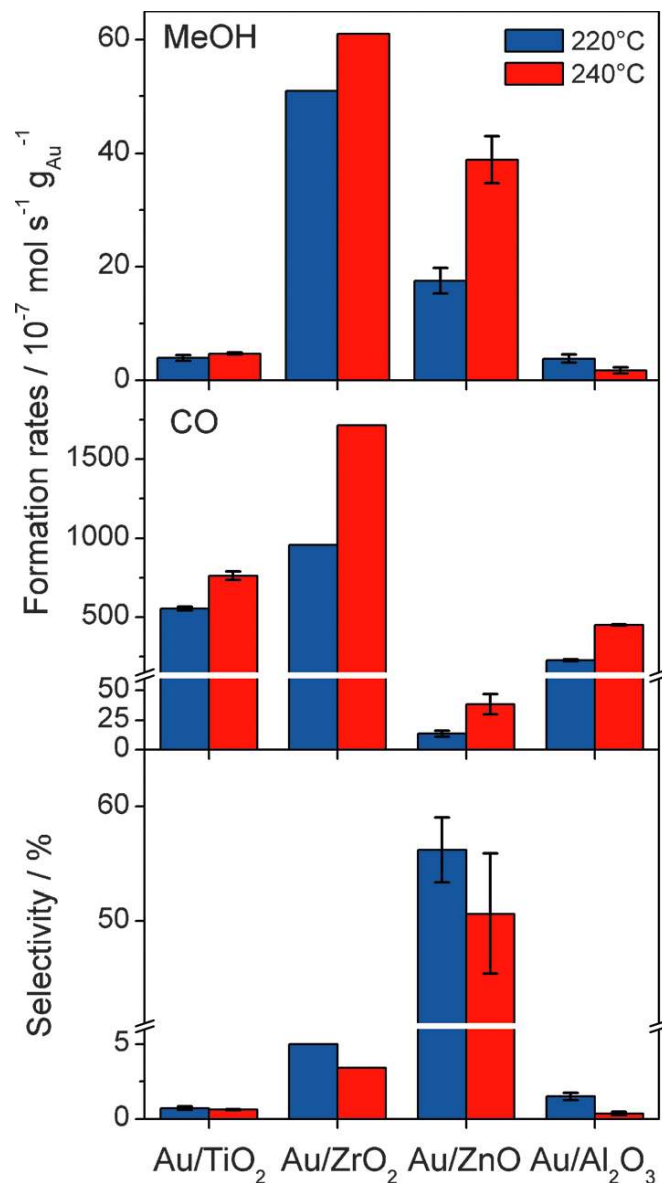 MeOH
220°C
240°C
60
40
20
0
CO
1500
1000
500
50
25
0
60
50
5
0
Formation rates / 10⁻⁷ mol s⁻¹ g_Au⁻¹
Selectivity / %
Au/TiO₂ Au/ZrO₂ Au/ZnO Au/Al₂O₃